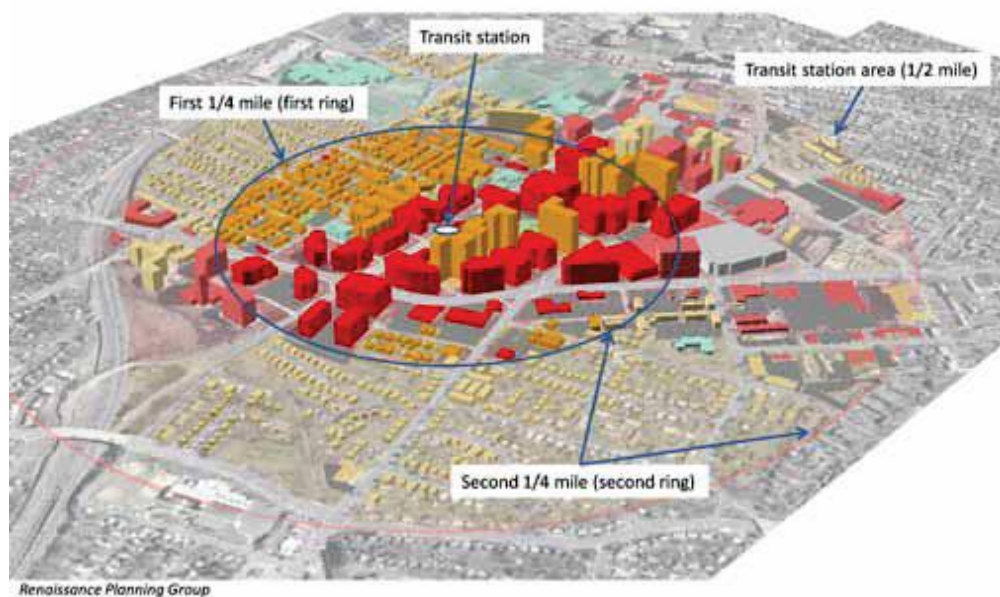 Transit station
Transit station area (1/2 mile)
First 1/4 mile (first ring)
Second 1/4 mile (second ring)
Renaissance Planning Group